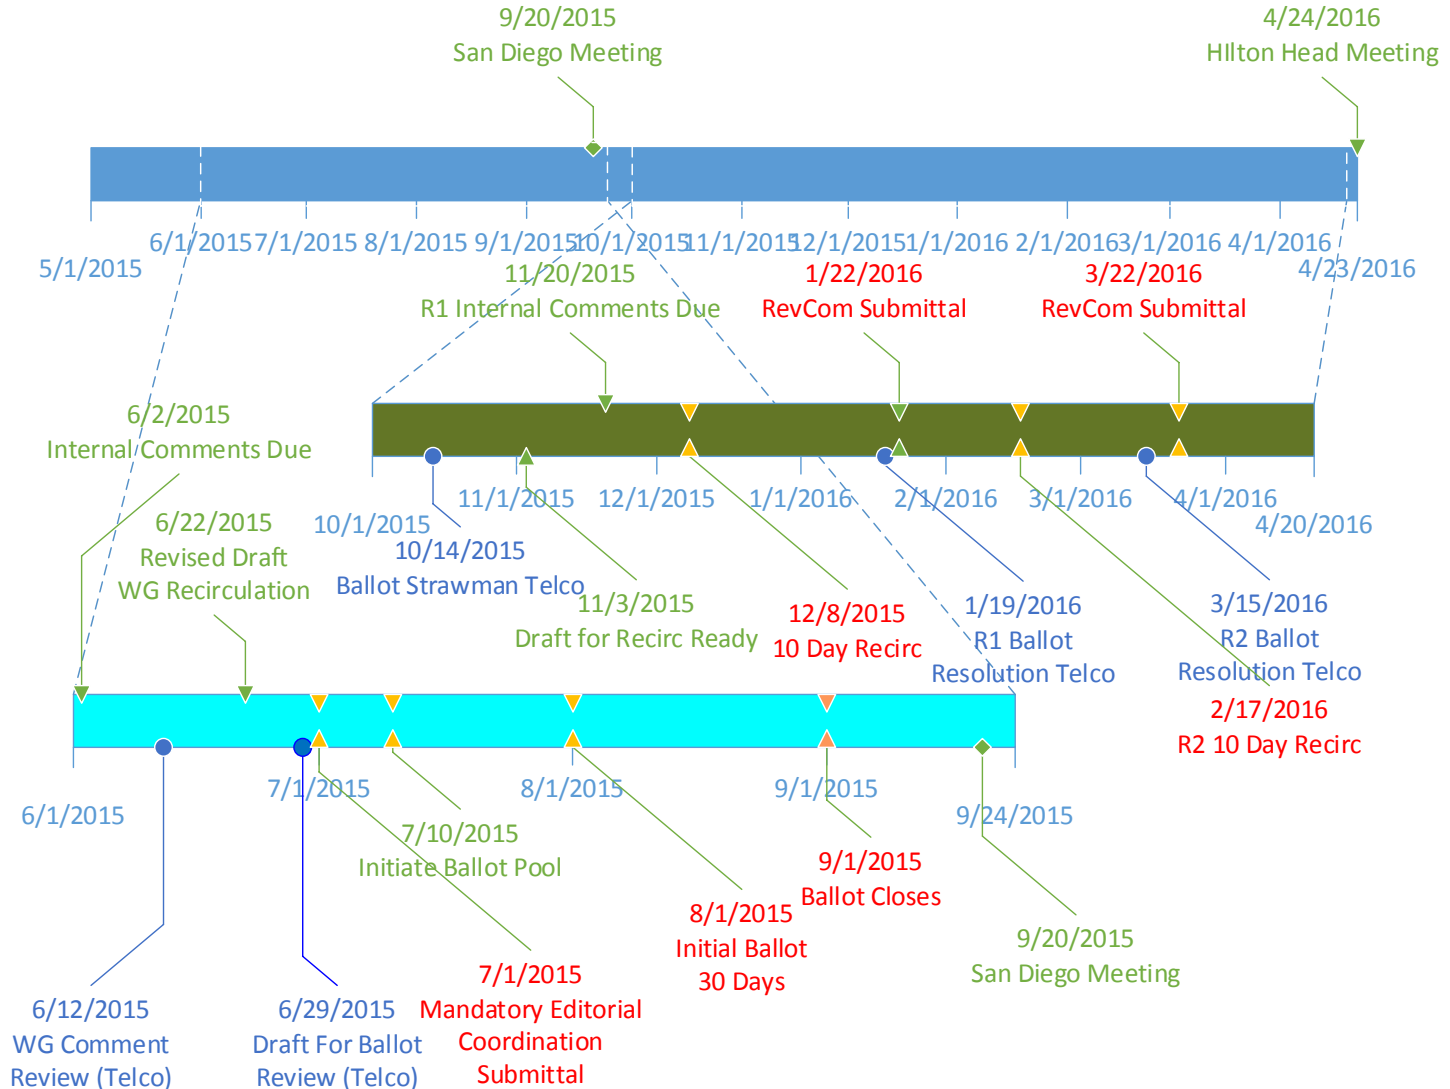 9/20/2015
San Diego Meeting
4/24/2016
HIlton Head Meeting
5/1/2015
6/1/2015
7/1/2015
8/1/2015
9/1/2015
10/1/2015
11/1/2015
12/1/2015
1/1/2016
2/1/2016
3/1/2016
4/1/2016
4/23/2016
11/20/2015
R1 Internal Comments Due
1/22/2016
RevCom Submittal
3/22/2016
RevCom Submittal
10/1/2015
11/1/2015
12/1/2015
1/1/2016
2/1/2016
3/1/2016
4/1/2016
4/20/2016
10/14/2015
Ballot Strawman Telco
11/3/2015
Draft for Recirc Ready
12/8/2015
10 Day Recirc
1/19/2016
R1 Ballot
Resolution Telco
3/15/2016
R2 Ballot
Resolution Telco
2/17/2016
R2 10 Day Recirc
6/2/2015
Internal Comments Due
6/22/2015
Revised Draft
WG Recirculation
6/1/2015
7/1/2015
8/1/2015
9/1/2015
9/24/2015
7/10/2015
Initiate Ballot Pool
9/1/2015
Ballot Closes
8/1/2015
Initial Ballot
30 Days
9/20/2015
San Diego Meeting
6/12/2015
WG Comment
Review (Telco)
6/29/2015
Draft For Ballot
Review (Telco)
7/1/2015
Mandatory Editorial
Coordination
Submittal